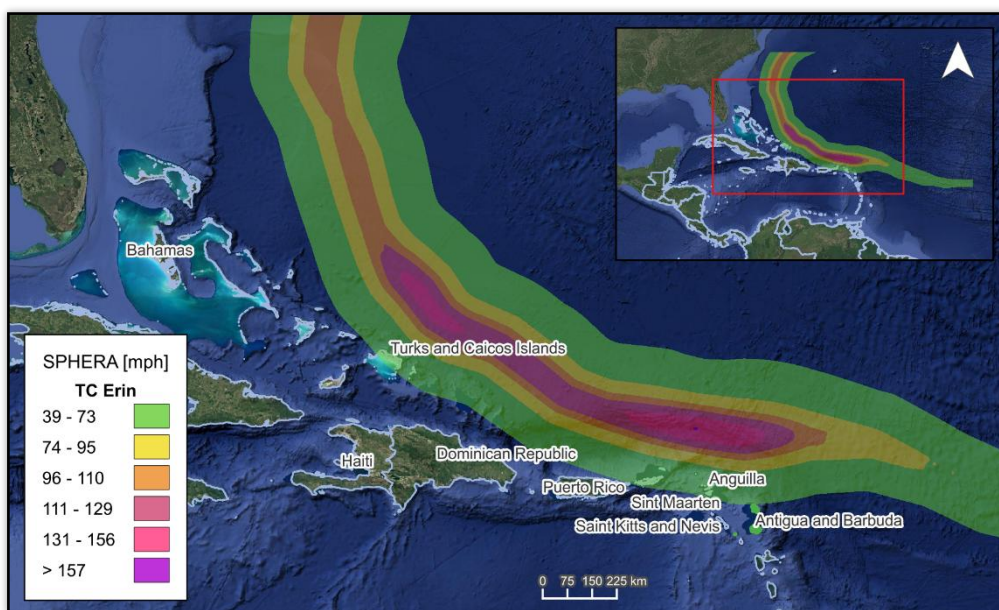 Bahamas
Turks and Caicos Islands
Haiti
Dominican Republic
Puerto Rico
Anguilla
Sint Maarten
Saint Kitts and Nevis
Antigua and Barbuda
SPHERA [mph]
TC Erin
39 - 73
74 - 95
96 - 110
111 - 129
131 - 156
> 157
0 75 150 225 km